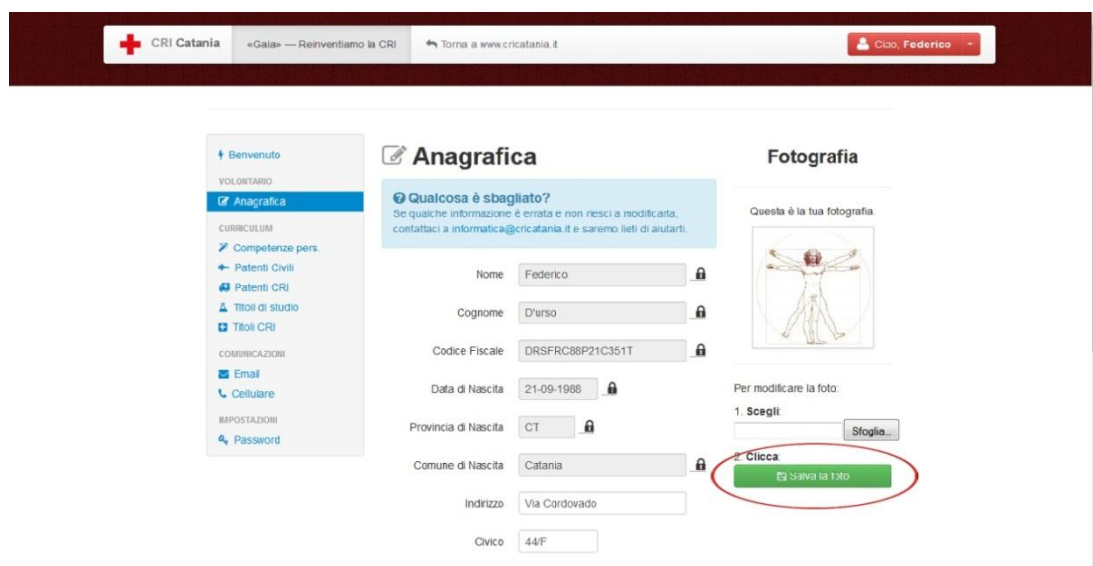 CRI Catania
«Gaia» — Reinventiamo la CRI
Torna a www.cricatania.it
Ciao, Federico
Benvenuto
VOLONTARIO
Anagrafica
CURRICULUM
Competenze pers.
Patenti Civili
Patenti CRI
Titoli di studio
Titoli CRI
COMUNICAZIONI
Email
Cellulare
IMPOSTAZIONI
Password
Anagrafica
Qualcosa è sbagliato?
Se qualche informazione è errata e non riesci a modificarla,
contattaci a informatica@cricatania.it e saremo lieti di aiutarti.
Nome Federico
Cognome D'urso
Codice Fiscale DRSFRC88P21C351T
Data di Nascita 21-09-1988
Provincia di Nascita CT
Comune di Nascita Catania
Indirizzo Via Cordovado
Civico 44/F
Fotografia
Questa è la tua fotografia.
Per modificare la foto:
1. Scegli:
Sfoglia...
2. Clicca:
Salva la foto